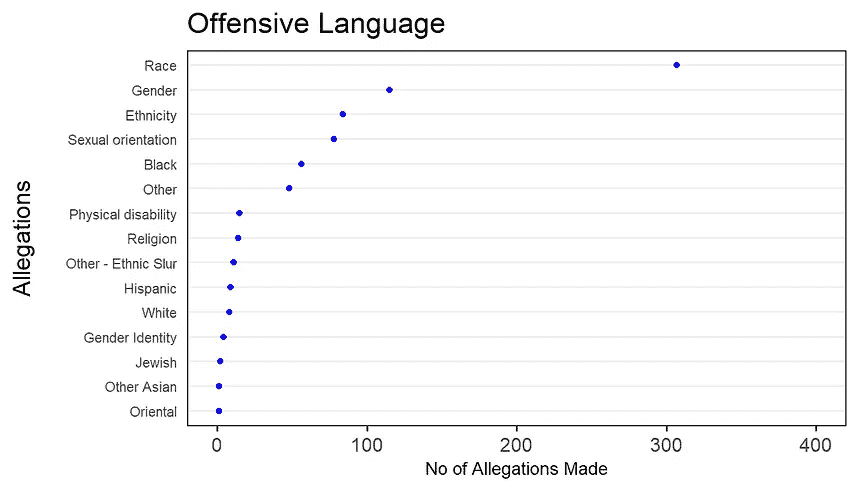 Offensive Language
Allegations
Race
Gender
Ethnicity
Sexual orientation
Black
Other
Physical disability
Religion
Other - Ethnic Slur
Hispanic
White
Gender Identity
Jewish
Other Asian
Oriental
0 100 200 300 400
No of Allegations Made